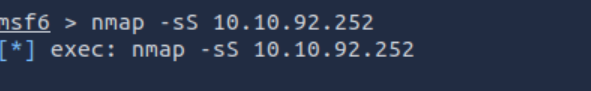 msf6 > nmap -sS 10.10.92.252
[*] exec: nmap -sS 10.10.92.252